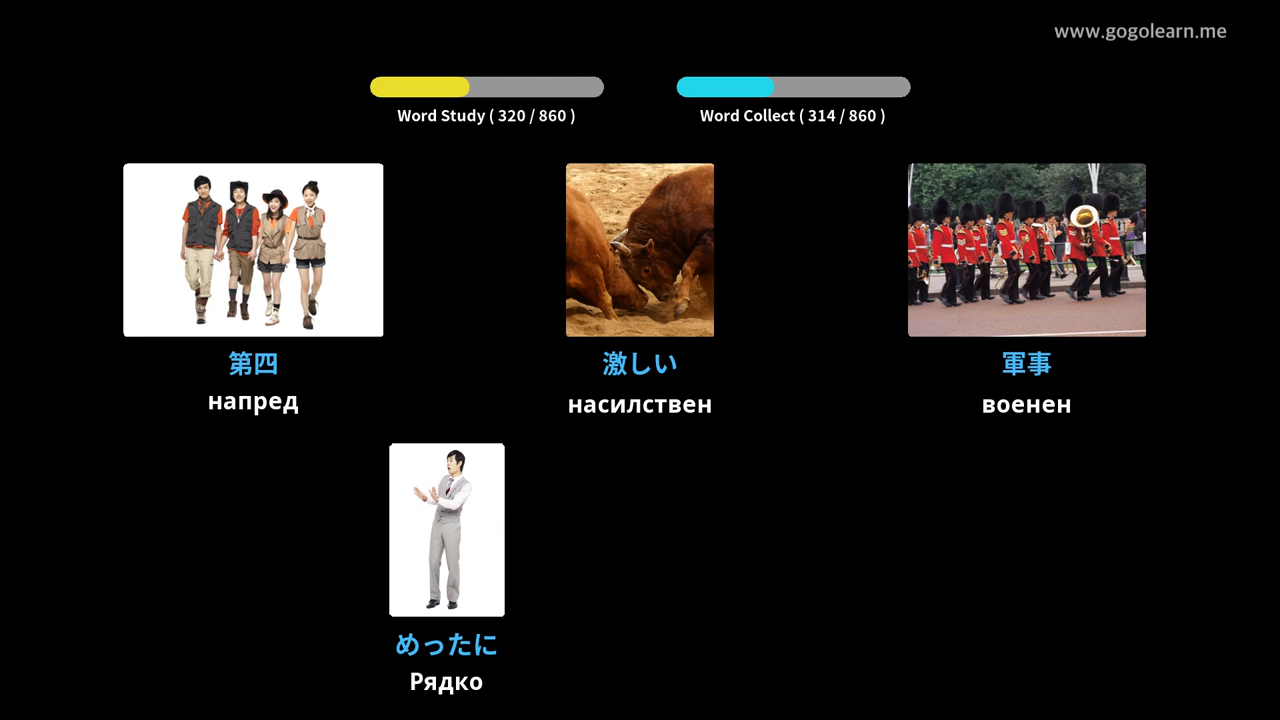 www.gogolearn.me
Word Study ( 320 / 860 )
Word Collect ( 314 / 860 )
第四
напред
激しい
насилствен
軍事
военен
めったに
Рядко